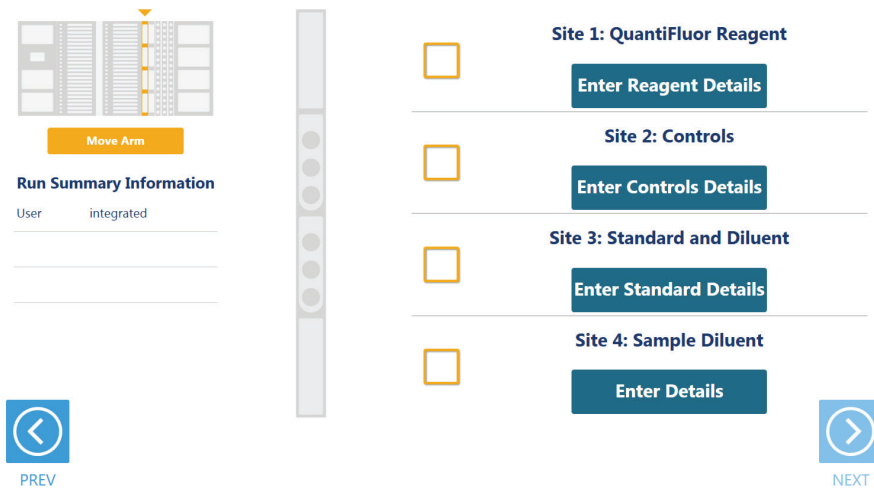 Move Arm
Run Summary Information
User integrated
Site 1: QuantiFluor Reagent
Enter Reagent Details
Site 2: Controls
Enter Controls Details
Site 3: Standard and Diluent
Enter Standard Details
Site 4: Sample Diluent
Enter Details
PREV
NEXT